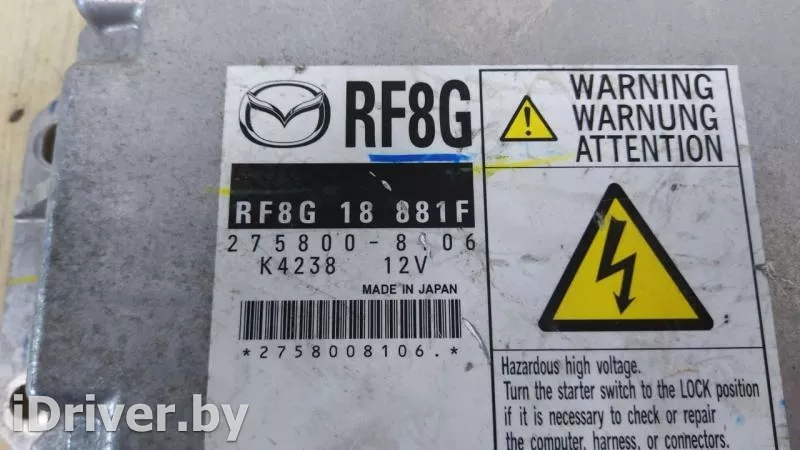 RF8G
RF8G 18 881F
275800-8106
K4238 12V
MADE IN JAPAN
*2758008106.*
WARNING
WARNUNG
ATTENTION
Hazardous high voltage.
Turn the starter switch to the LOCK position
if it is necessary to check or repair
the computer, harness, or connectors.
iDriver.by